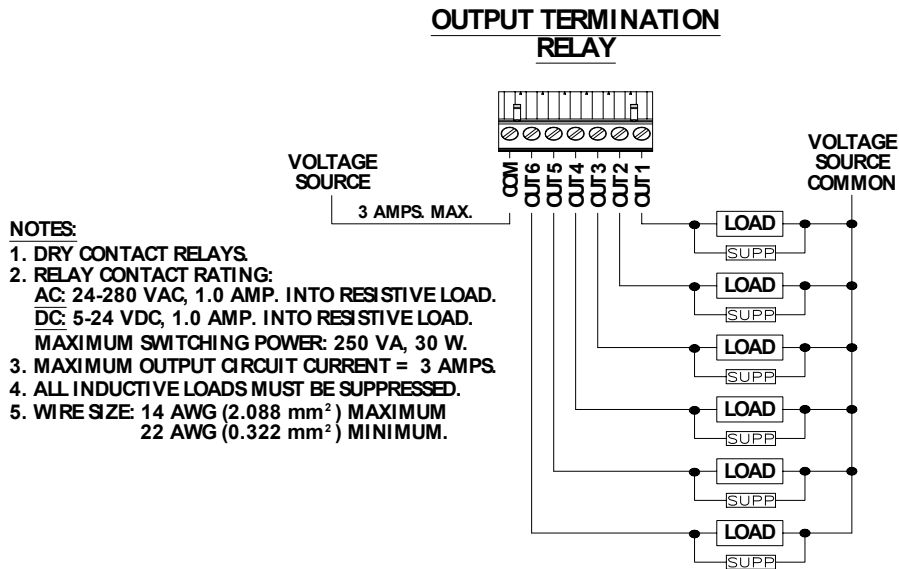 OUTPUT TERMINATION
RELAY
VOLTAGE
SOURCE
3 AMPS. MAX.
COM
OUT6
OUT5
OUT4
OUT3
OUT2
OUT1
VOLTAGE
SOURCE
COMMON
LOAD
SUPP
LOAD
SUPP
LOAD
SUPP
LOAD
SUPP
LOAD
SUPP
LOAD
SUPP
NOTES:
1. DRY CONTACT RELAYS.
2. RELAY CONTACT RATING:
AC: 24-280 VAC, 1.0 AMP. INTO RESISTIVE LOAD.
DC: 5-24 VDC, 1.0 AMP. INTO RESISTIVE LOAD.
MAXIMUM SWITCHING POWER: 250 VA, 30 W.
3. MAXIMUM OUTPUT CIRCUIT CURRENT = 3 AMPS.
4. ALL INDUCTIVE LOADS MUST BE SUPPRESSED.
5. WIRE SIZE: 14 AWG (2.088 mm²) MAXIMUM
22 AWG (0.322 mm²) MINIMUM.